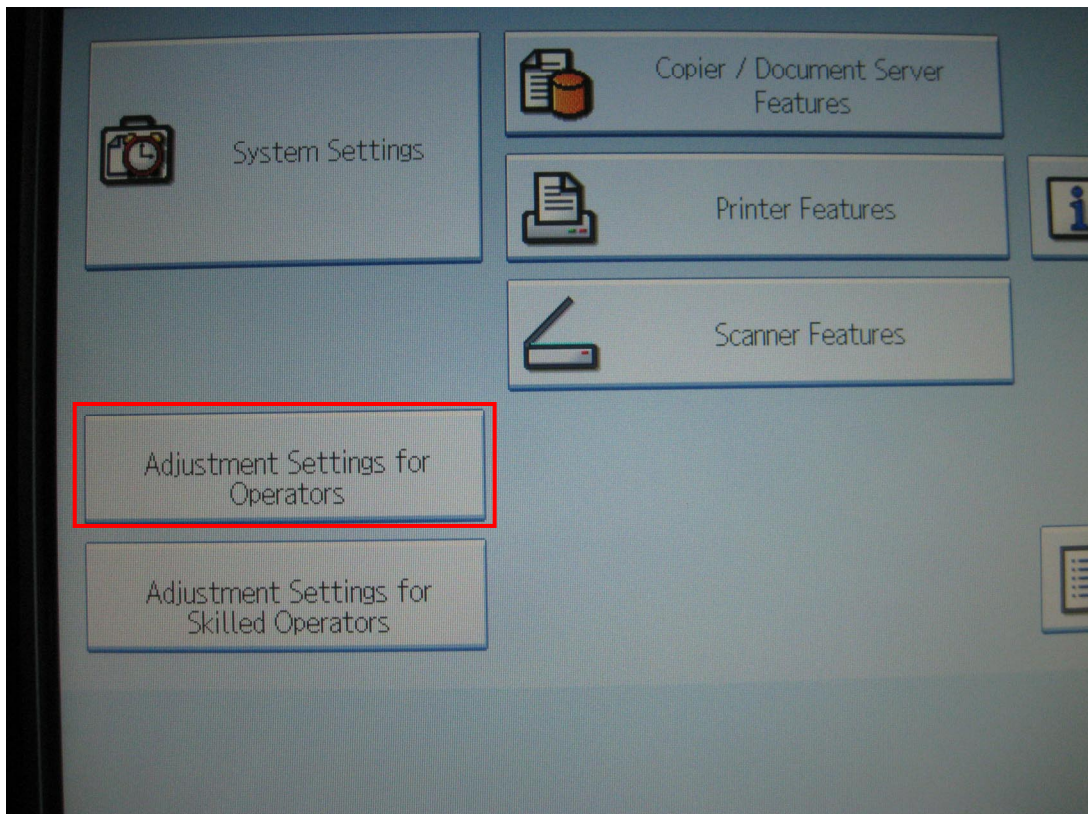 System Settings
Copier / Document Server
Features
Printer Features
Scanner Features
Adjustment Settings for
Operators
Adjustment Settings for
Skilled Operators